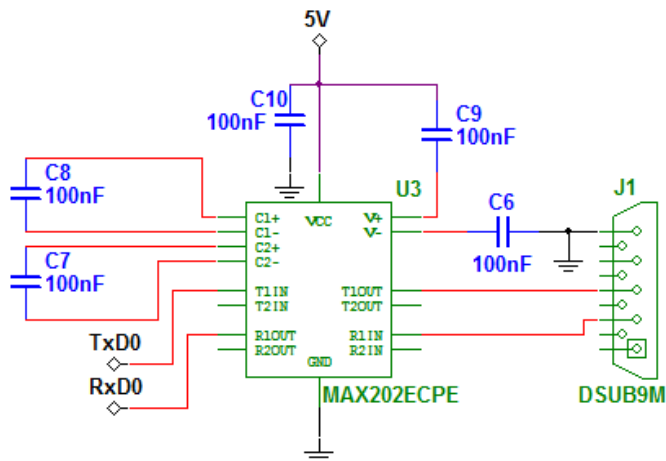 5V
C10
100nF
C9
100nF
C8
100nF
U3
C6
100nF
J1
C1+
C1-
C2+
C2-
VCC
V+
V-
C7
100nF
T1IN
T2IN
T1OUT
T2OUT
R1OUT
R2OUT
R1IN
R2IN
GND
TxD0
RxD0
MAX202ECPE
DSUB9M